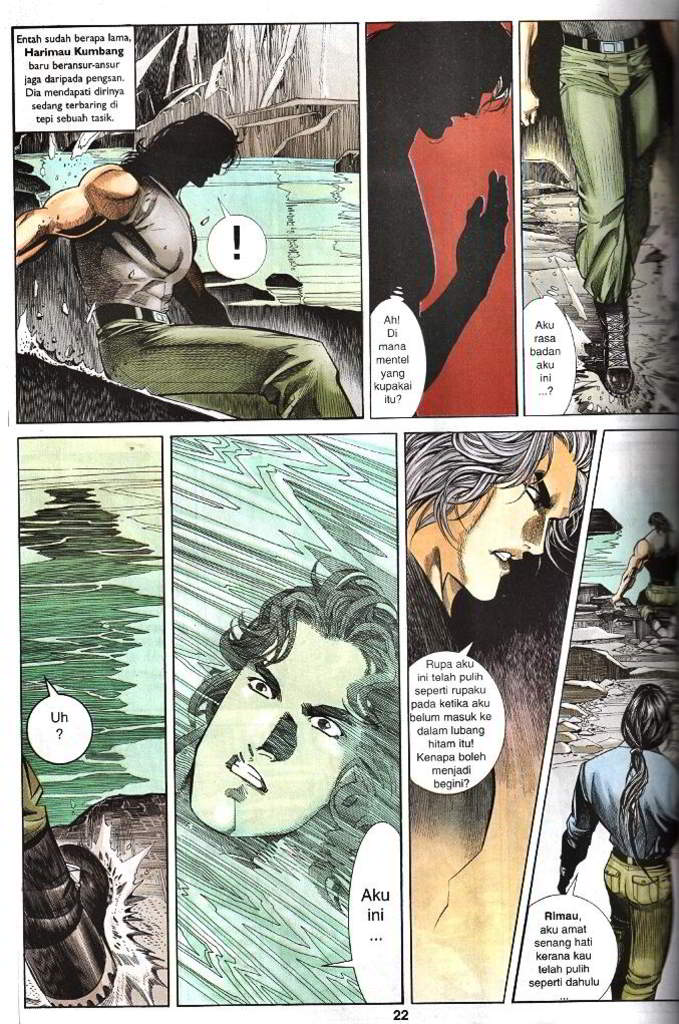 Entah sudah berapa lama,
Harimau Kumbang
baru beransur-ansur
jaga daripada pengsan.
Dia mendapati dirinya
sedang terbaring di
tepi sebuah tasik.
!
Ah!
Di
mana
mentel
yang
kupakai
itu?
Aku
rasa
badan
aku
ini
...?
Uh
?
Aku
ini
...
Rupa aku
ini telah pulih
seperti rupaku
pada ketika aku
belum masuk ke
dalam lubang
hitam itu!
Kenapa boleh
menjadi
begini?
Rimau,
aku amat
senang hati
kerana kau
telah pulih
seperti dahulu
...
22